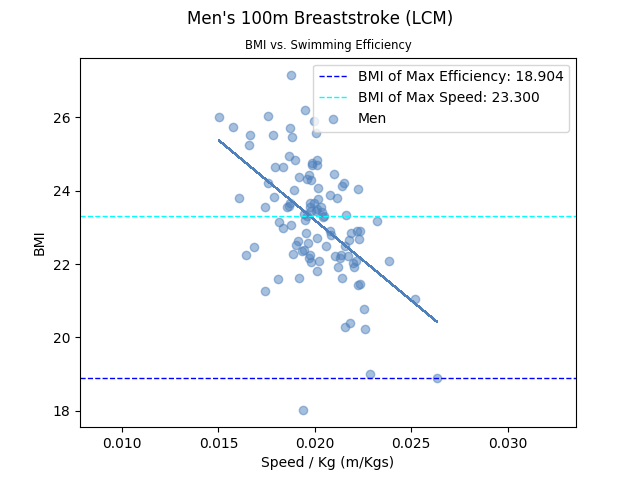 Men's 100m Breaststroke (LCM)
BMI vs. Swimming Efficiency
BMI of Max Efficiency: 18.904
BMI of Max Speed: 23.300
Men
26
24
22
20
18
BMI
0.010 0.015 0.020 0.025 0.030
Speed / Kg (m/Kgs)